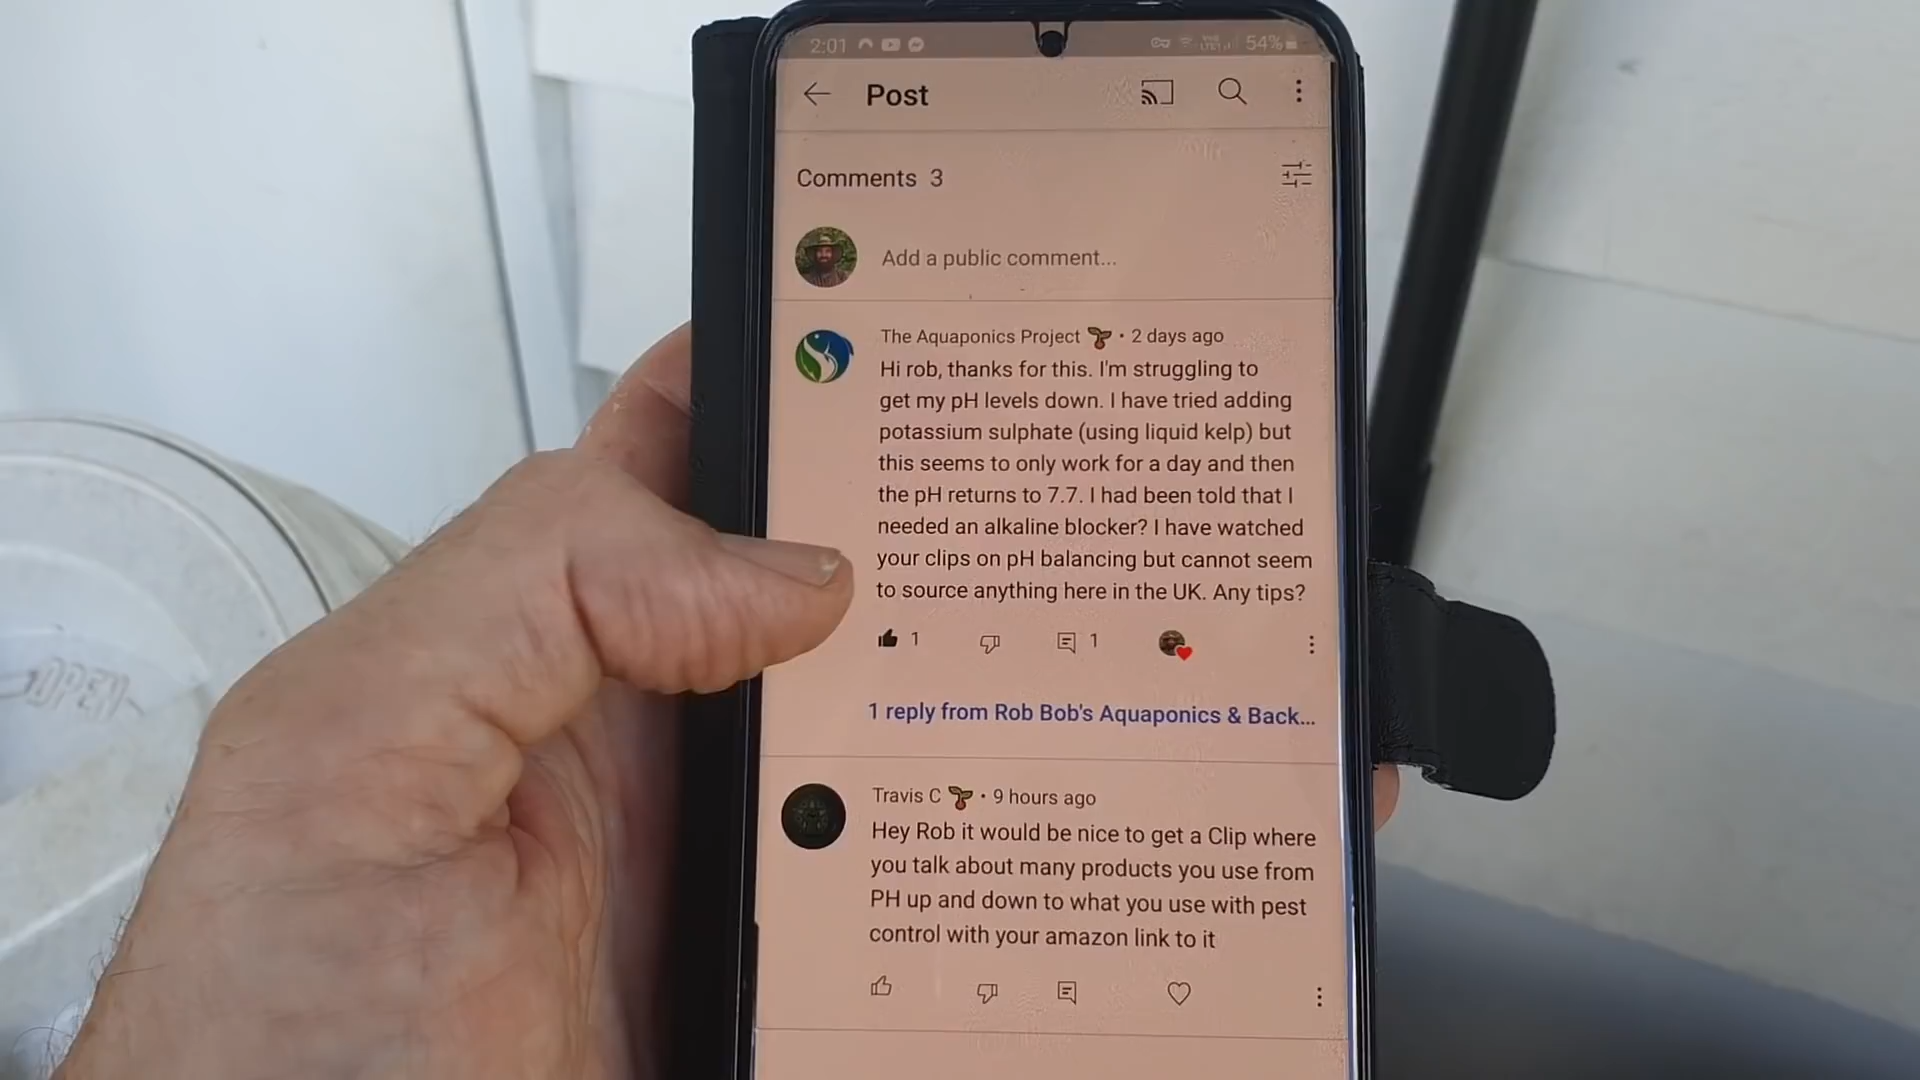 2:01 54%
Post
Comments 3
Add a public comment...
The Aquaponics Project · 2 days ago
Hi rob, thanks for this. I'm struggling to
get my pH levels down. I have tried adding
potassium sulphate (using liquid kelp) but
this seems to only work for a day and then
the pH returns to 7.7. I had been told that I
needed an alkaline blocker? I have watched
your clips on pH balancing but cannot seem
to source anything here in the UK. Any tips?
1 1
1 reply from Rob Bob's Aquaponics & Back...
Travis C · 9 hours ago
Hey Rob it would be nice to get a Clip where
you talk about many products you use from
PH up and down to what you use with pest
control with your amazon link to it
OPEN